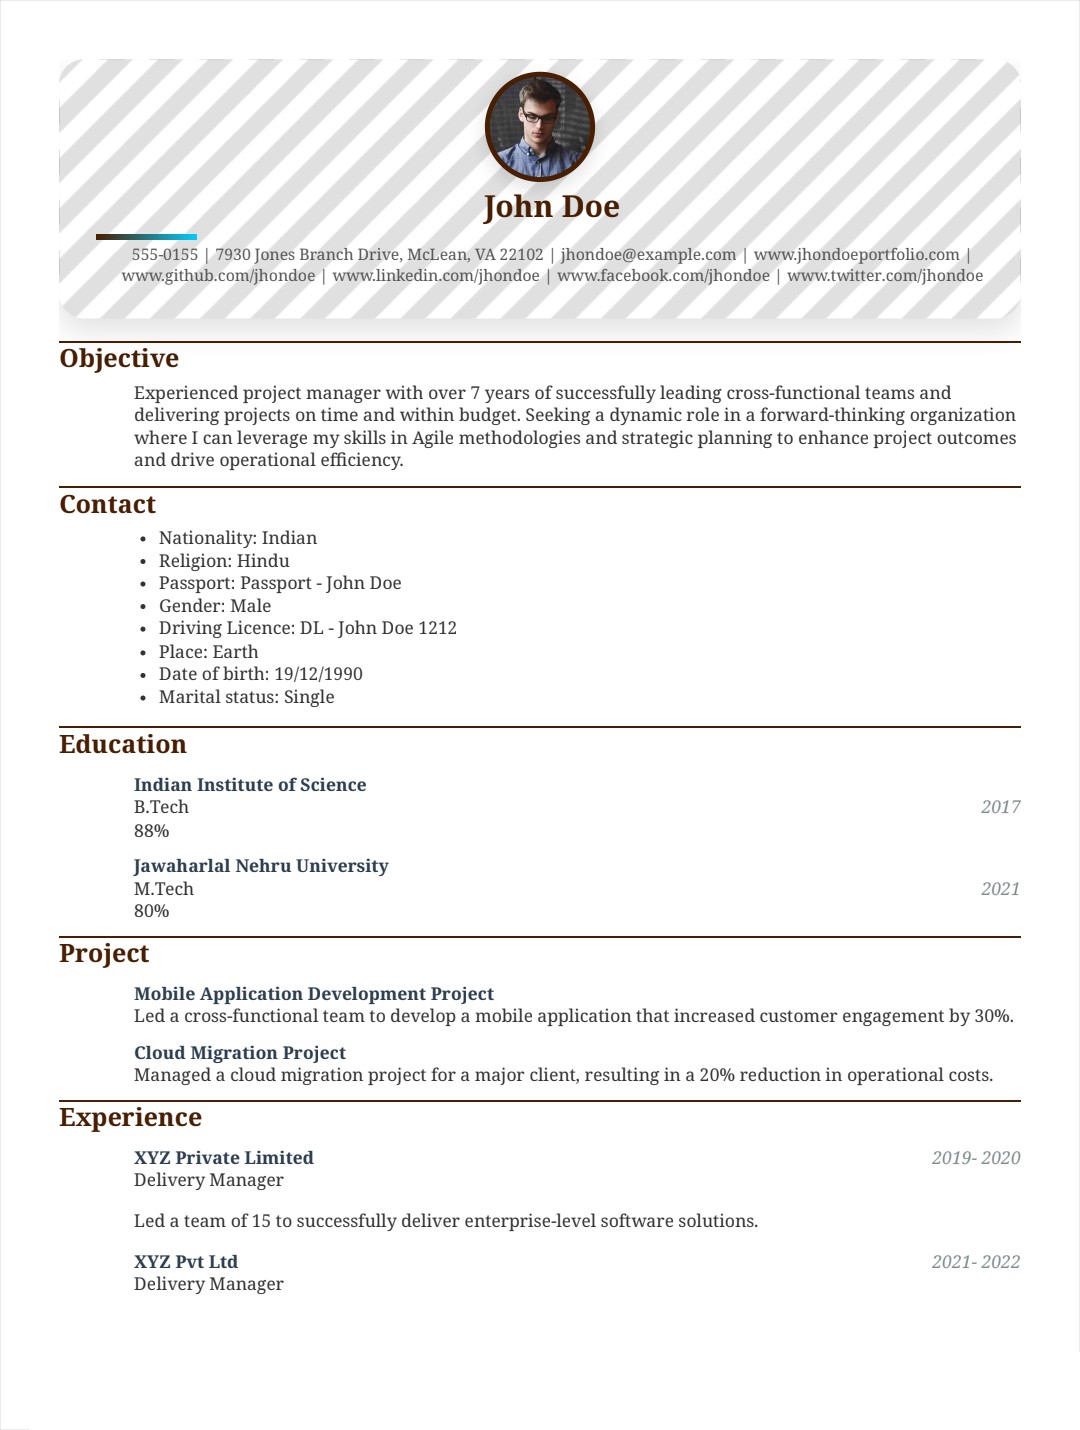 John Doe
555-0155 | 7930 Jones Branch Drive, McLean, VA 22102 | jhondoe@example.com | www.jhondoeportfolio.com |
www.github.com/jhondoe | www.linkedin.com/jhondoe | www.facebook.com/jhondoe | www.twitter.com/jhondoe
Objective
Experienced project manager with over 7 years of successfully leading cross-functional teams and
delivering projects on time and within budget. Seeking a dynamic role in a forward-thinking organization
where I can leverage my skills in Agile methodologies and strategic planning to enhance project outcomes
and drive operational efficiency.
Contact
• Nationality: Indian
• Religion: Hindu
• Passport: Passport - John Doe
• Gender: Male
• Driving Licence: DL - John Doe 1212
• Place: Earth
• Date of birth: 19/12/1990
• Marital status: Single
Education
Indian Institute of Science
B.Tech 2017
88%
Jawaharlal Nehru University
M.Tech 2021
80%
Project
Mobile Application Development Project
Led a cross-functional team to develop a mobile application that increased customer engagement by 30%.
Cloud Migration Project
Managed a cloud migration project for a major client, resulting in a 20% reduction in operational costs.
Experience
XYZ Private Limited 2019- 2020
Delivery Manager
Led a team of 15 to successfully deliver enterprise-level software solutions.
XYZ Pvt Ltd 2021- 2022
Delivery Manager